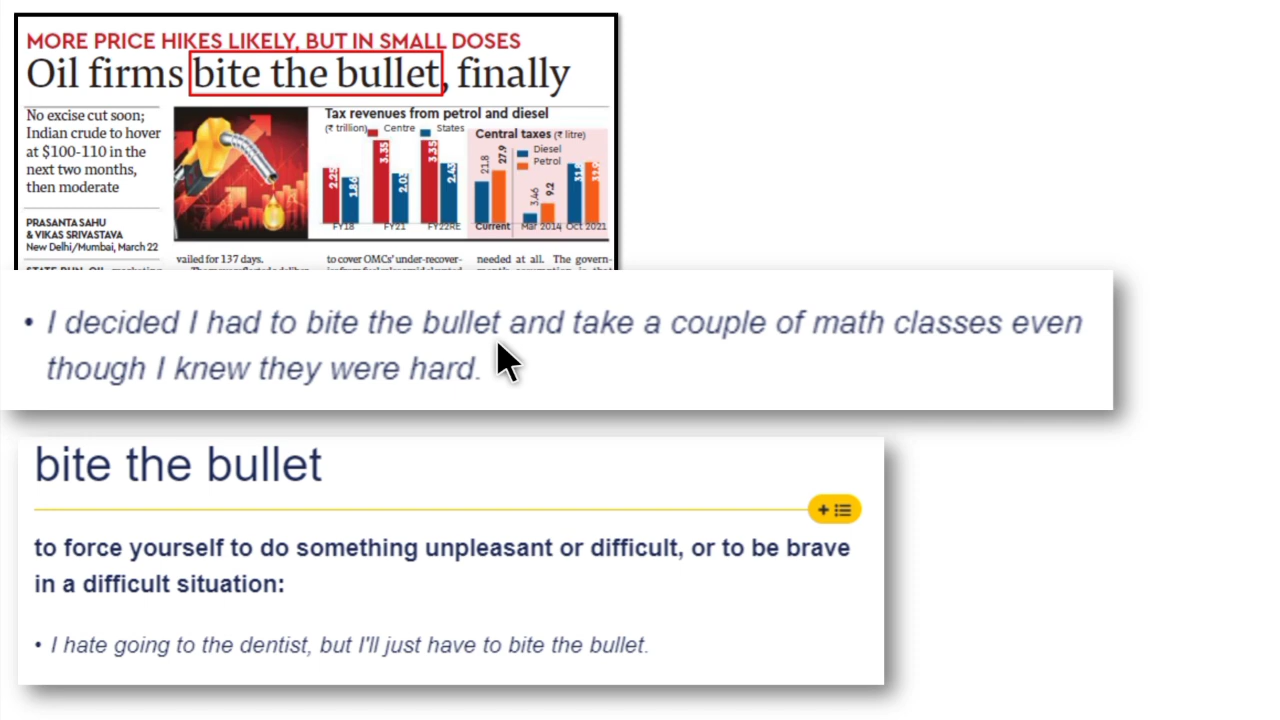 MORE PRICE HIKES LIKELY, BUT IN SMALL DOSES
Oil firms bite the bullet, finally
No excise cut soon;
Indian crude to hover
at $100-110 in the
next two months,
then moderate
PRASANTA SAHU
& VIKAS SRIVASTAVA
New Delhi/Mumbai, March 22
Tax revenues from petrol and diesel
(₹ trillion) Centre States
2.25 1.86 3.35 2.03 3.35 2.43
FY18 FY21 FY22RE
Central taxes (₹ litre)
Diesel
Petrol
21.8 27.9 3.46 9.2 31.8 32.9
Current Mar 2014 Oct 2021
vailed for 137 days.
to cover OMCs' under-recover-
needed at all. The govern-
• I decided I had to bite the bullet and take a couple of math classes even
though I knew they were hard.
bite the bullet
to force yourself to do something unpleasant or difficult, or to be brave
in a difficult situation:
• I hate going to the dentist, but I'll just have to bite the bullet.